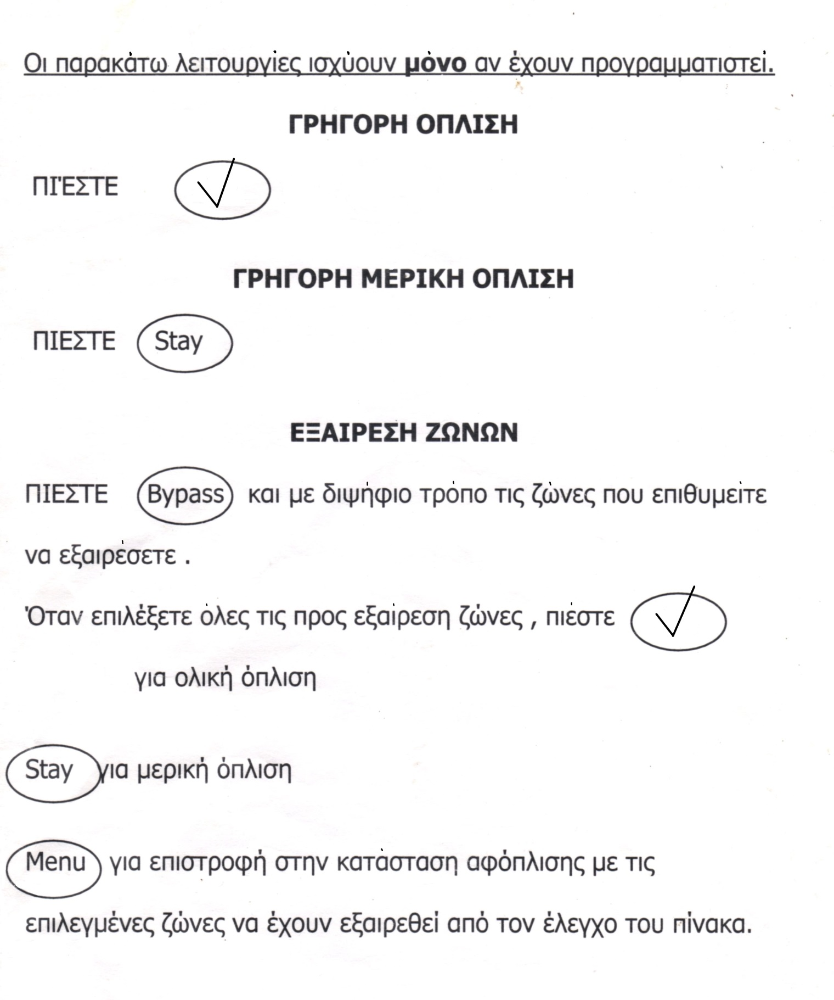 Οι παρακάτω λειτουργίες ισχύουν μόνο αν έχουν προγραμματιστεί.
ΓΡΗΓΟΡΗ ΟΠΛΙΣΗ
ΠΙΈΣΤΕ √
ΓΡΗΓΟΡΗ ΜΕΡΙΚΗ ΟΠΛΙΣΗ
ΠΙΕΣΤΕ Stay
ΕΞΑΙΡΕΣΗ ΖΩΝΩΝ
ΠΙΕΣΤΕ Bypass και με διψήφιο τρόπο τις ζώνες που επιθυμείτε
να εξαιρέσετε .
Όταν επιλέξετε όλες τις προς εξαίρεση ζώνες , πιέστε √
για ολική όπλιση
Stay για μερική όπλιση
Menu για επιστροφή στην κατάσταση αφόπλισης με τις
επιλεγμένες ζώνες να έχουν εξαιρεθεί από τον έλεγχο του πίνακα.